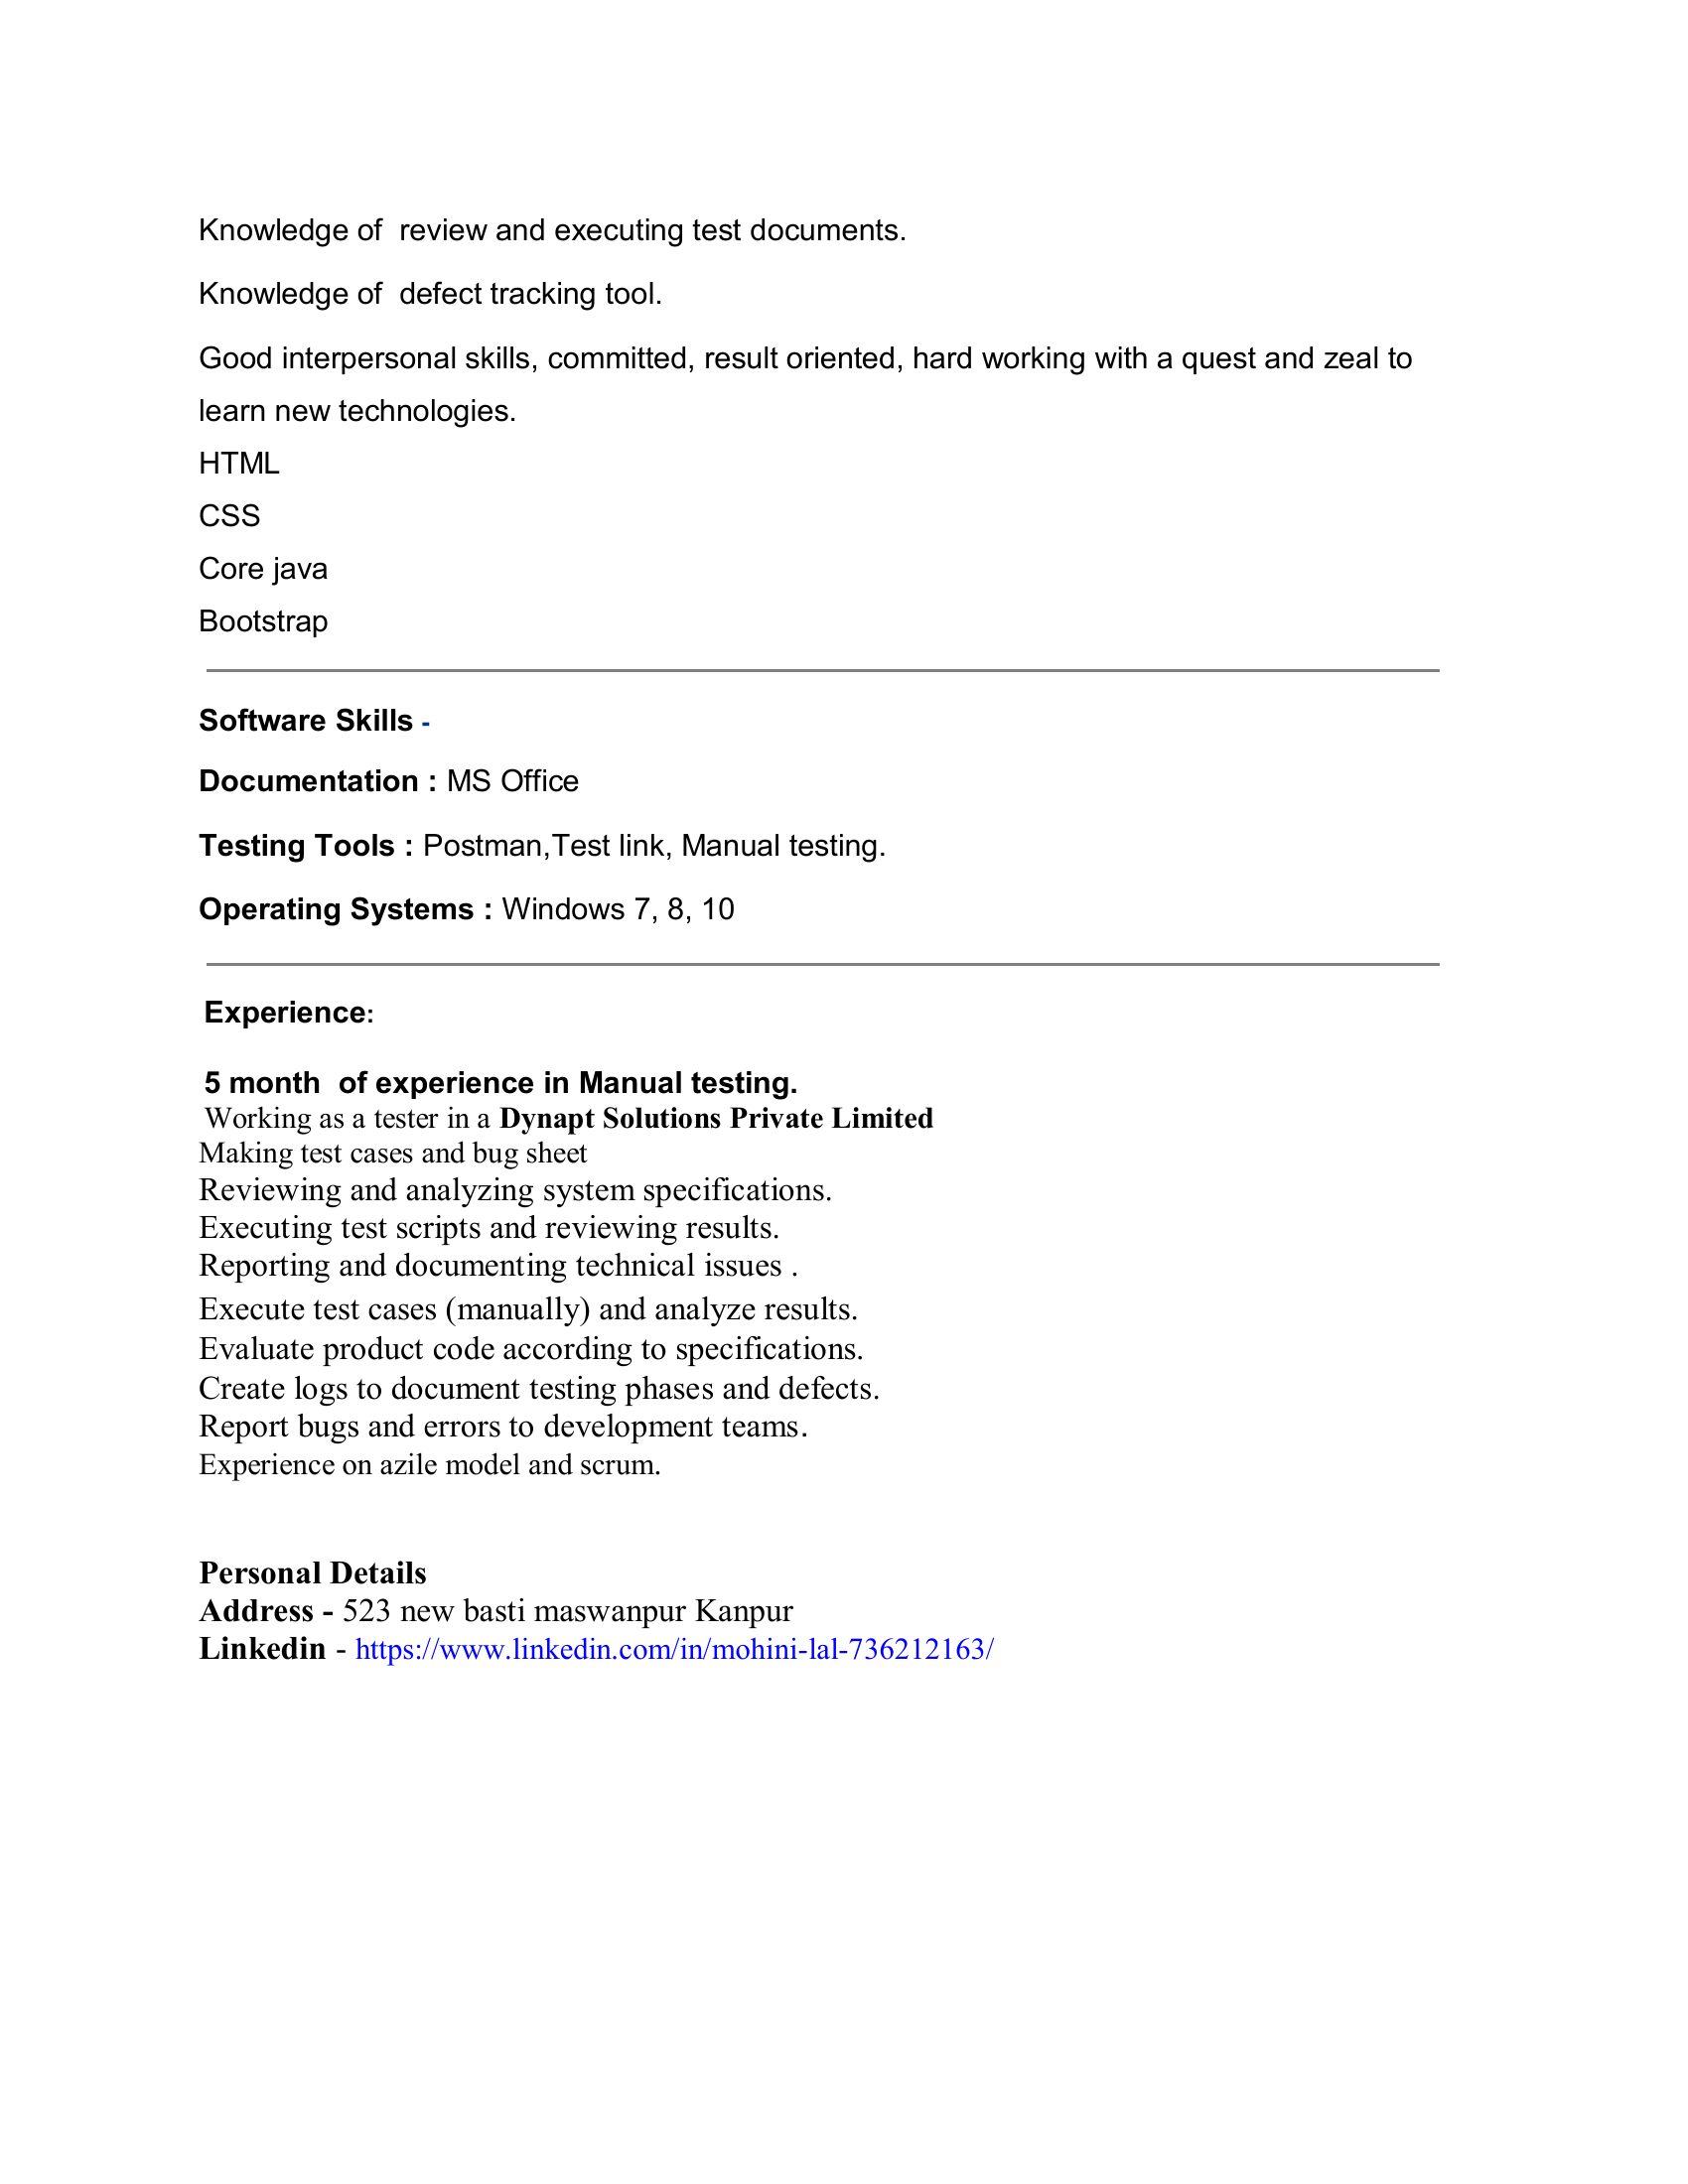 Knowledge of  review and executing test documents.
Knowledge of  defect tracking tool.
Good interpersonal skills, committed, result oriented, hard working with a quest and zeal to
learn new technologies.
HTML
CSS
Core java
Bootstrap
Software Skills -
Documentation : MS Office
Testing Tools : Postman,Test link, Manual testing.
Operating Systems : Windows 7, 8, 10
Experience:
5 month  of experience in Manual testing.
Working as a tester in a Dynapt Solutions Private Limited
Making test cases and bug sheet
Reviewing and analyzing system specifications.
Executing test scripts and reviewing results.
Reporting and documenting technical issues .
Execute test cases (manually) and analyze results.
Evaluate product code according to specifications.
Create logs to document testing phases and defects.
Report bugs and errors to development teams.
Experience on azile model and scrum.
Personal Details
Address - 523 new basti maswanpur Kanpur
Linkedin - https://www.linkedin.com/in/mohini-lal-736212163/